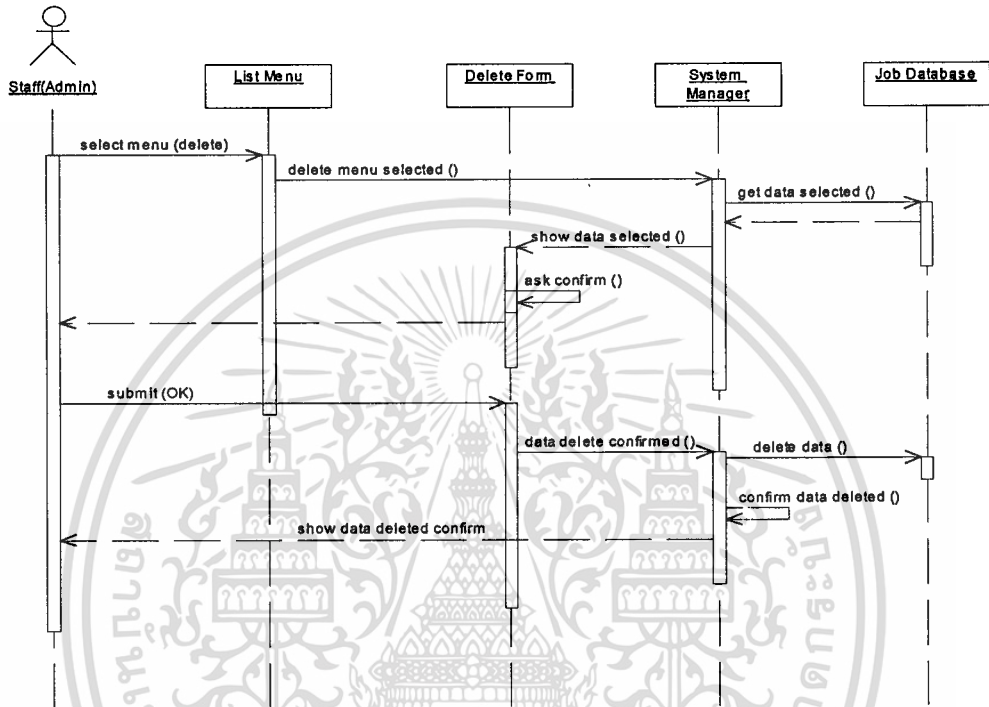 Staff(Admin)
List Menu
Delete Form
System
Manager
Job Database
select menu (delete)
delete menu selected ()
get data selected ()
show data selected ()
ask confirm ()
submit (OK)
data delete confirmed ()
delete data ()
confirm data deleted ()
show data deleted confirm